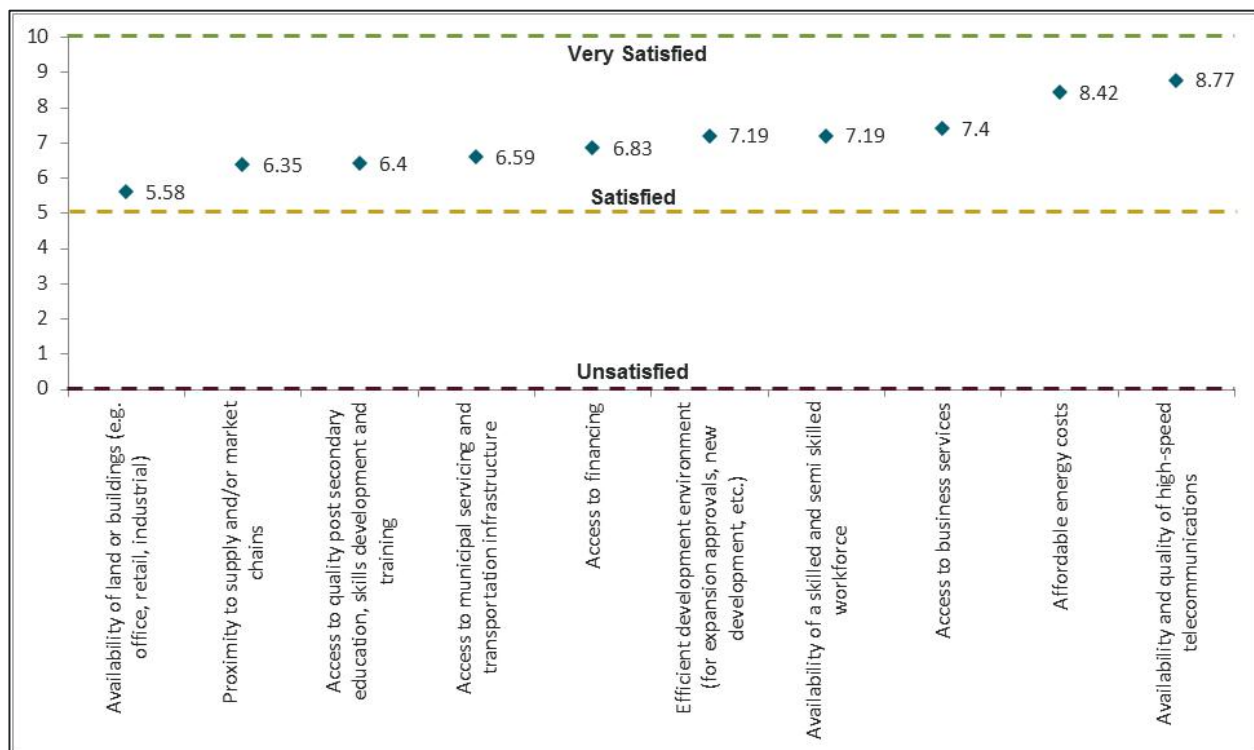 10
9
8
7
6
5
4
3
2
1
0
Very Satisfied
Satisfied
Unsatisfied
5.58
6.35
6.4
6.59
6.83
7.19
7.19
7.4
8.42
8.77
Availability of land or buildings (e.g.
office, retail, industrial)
Proximity to supply and/or market
chains
Access to quality post secondary
education, skills development and
training
Access to municipal servicing and
transportation infrastructure
Access to financing
Efficient development environment
(for expansion approvals, new
development, etc.)
Availability of a skilled and semi skilled
workforce
Access to business services
Affordable energy costs
Availability and quality of high-speed
telecommunications